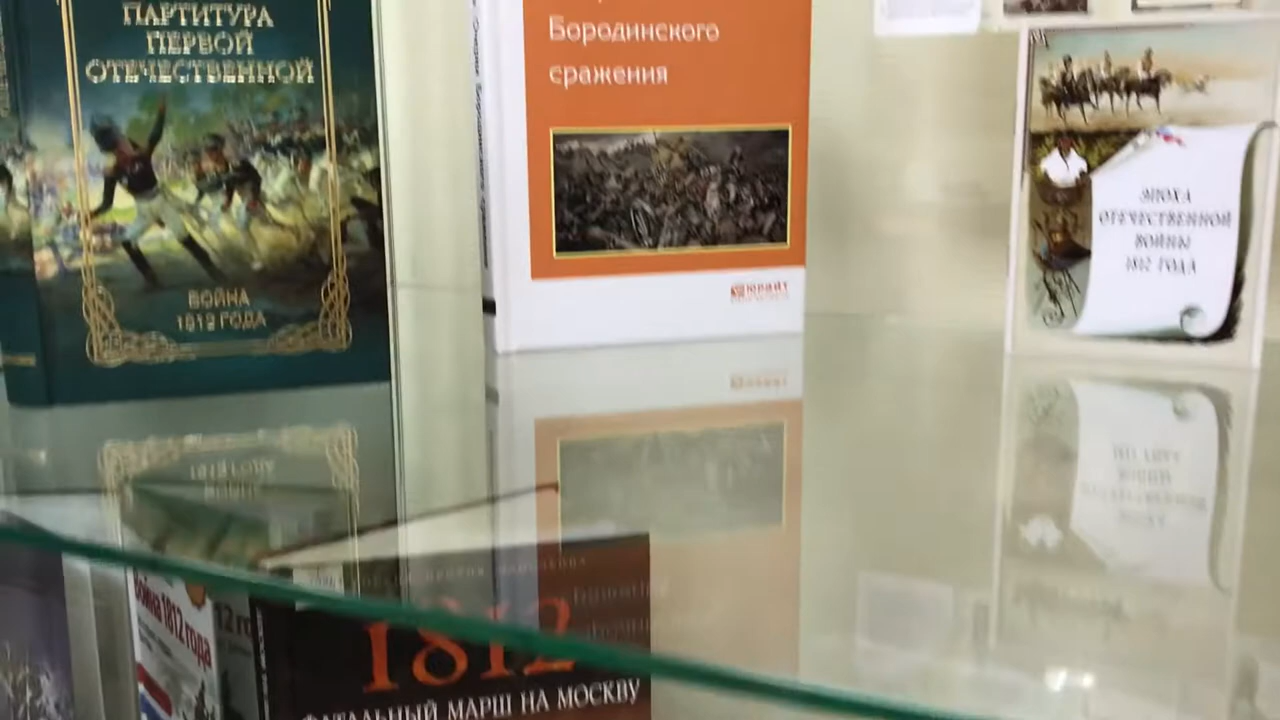 ПАРТИТУРА
ПЕРВОЙ
ОТЕЧЕСТВЕННОЙ
ВОЙНА
1812 ГОДА
Бородинского
сражения
юрайт
ЭПОХА
ОТЕЧЕСТВЕННОЙ
ВОЙНЫ
1812 ГОДА
Война 1812 года
1812
ФАТАЛЬНЫЙ МАРШ НА МОСКВУ